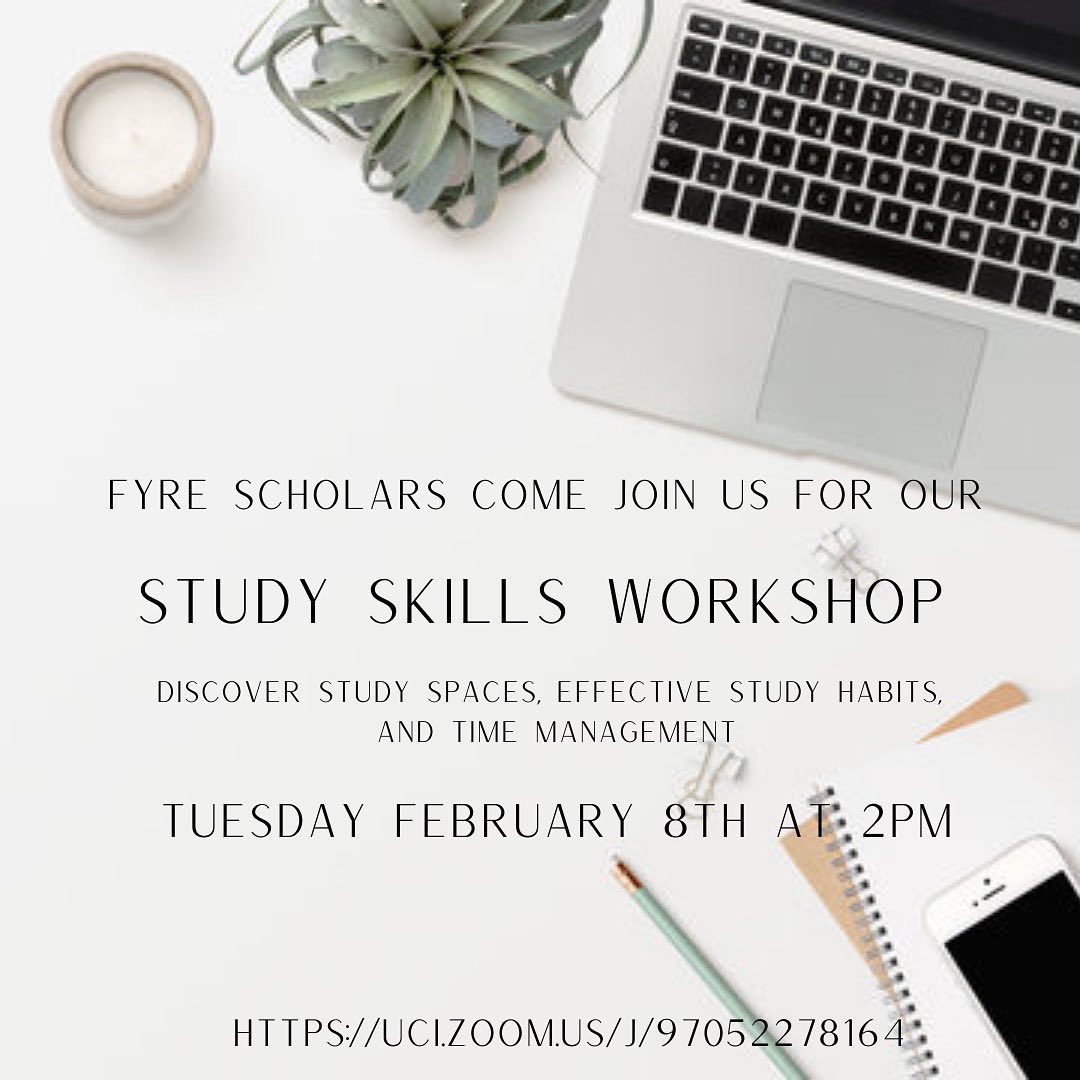 FYRE SCHOLARS COME JOIN US FOR OUR
STUDY SKILLS WORKSHOP
DISCOVER STUDY SPACES, EFFECTIVE STUDY HABITS,
AND TIME MANAGEMENT
TUESDAY FEBRUARY 8TH AT 2PM
HTTPS://UCI.ZOOM.US/J/97052278164